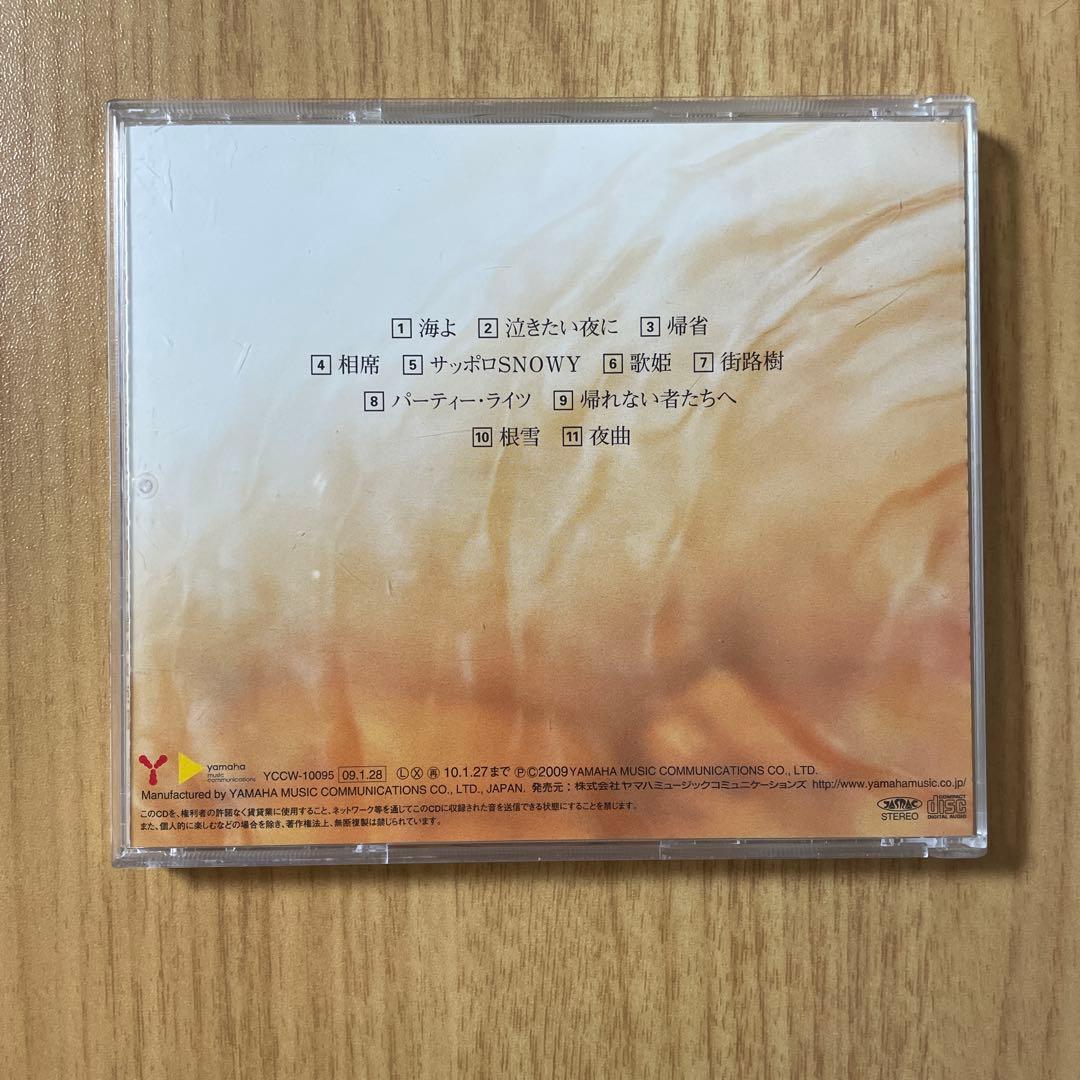 1 海よ 2 泣きたい夜に 3 帰省
4 相席 5 サッポロSNOWY 6 歌姫 7 街路樹
8 パーティー・ライツ 9 帰れない者たちへ
10 根雪 11 夜曲
yamaha
music
communications
YCCW-10095 09.1.28 Ⓛ Ⓧ ㊢ 10.1.27まで ℗©2009 YAMAHA MUSIC COMMUNICATIONS CO., LTD.
Manufactured by YAMAHA MUSIC COMMUNICATIONS CO., LTD., JAPAN. 発売元:株式会社ヤマハミュージックコミュニケーションズ http://www.yamahamusic.co.jp/
このCDを、権利者の許諾なく賃貸業に使用すること、ネットワーク等を通じてこのCDに収録された音を送信できる状態にすることを禁じます。
また、個人的に楽しむなどの場合を除き、著作権法上、無断複製は禁じられています。
JASRAC
STEREO
COMPACT
disc
DIGITAL AUDIO